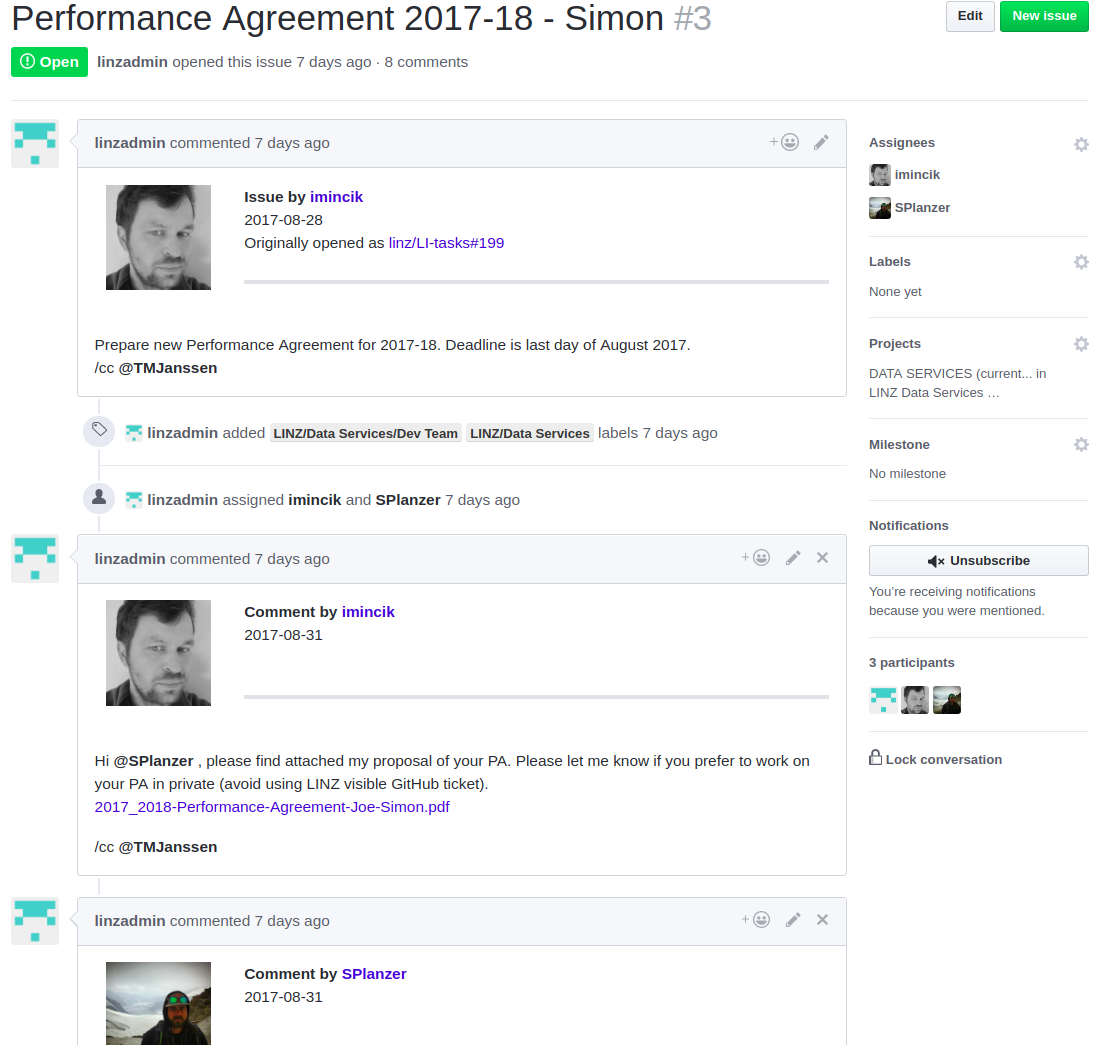 Performance Agreement 2017-18 - Simon #3
Edit
New issue
Open
linzadmin opened this issue 7 days ago · 8 comments
linzadmin commented 7 days ago
Issue by imincik
2017-08-28
Originally opened as linz/LI-tasks#199
Prepare new Performance Agreement for 2017-18. Deadline is last day of August 2017.
/cc @TMJanssen
linzadmin added LINZ/Data Services/Dev Team LINZ/Data Services labels 7 days ago
linzadmin assigned imincik and SPlanzer 7 days ago
linzadmin commented 7 days ago
Comment by imincik
2017-08-31
Hi @SPlanzer , please find attached my proposal of your PA. Please let me know if you prefer to work on
your PA in private (avoid using LINZ visible GitHub ticket).
2017_2018-Performance-Agreement-Joe-Simon.pdf
/cc @TMJanssen
linzadmin commented 7 days ago
Comment by SPlanzer
2017-08-31
Assignees
imincik
SPlanzer
Labels
None yet
Projects
DATA SERVICES (current... in
LINZ Data Services …
Milestone
No milestone
Notifications
Unsubscribe
You’re receiving notifications
because you were mentioned.
3 participants
Lock conversation